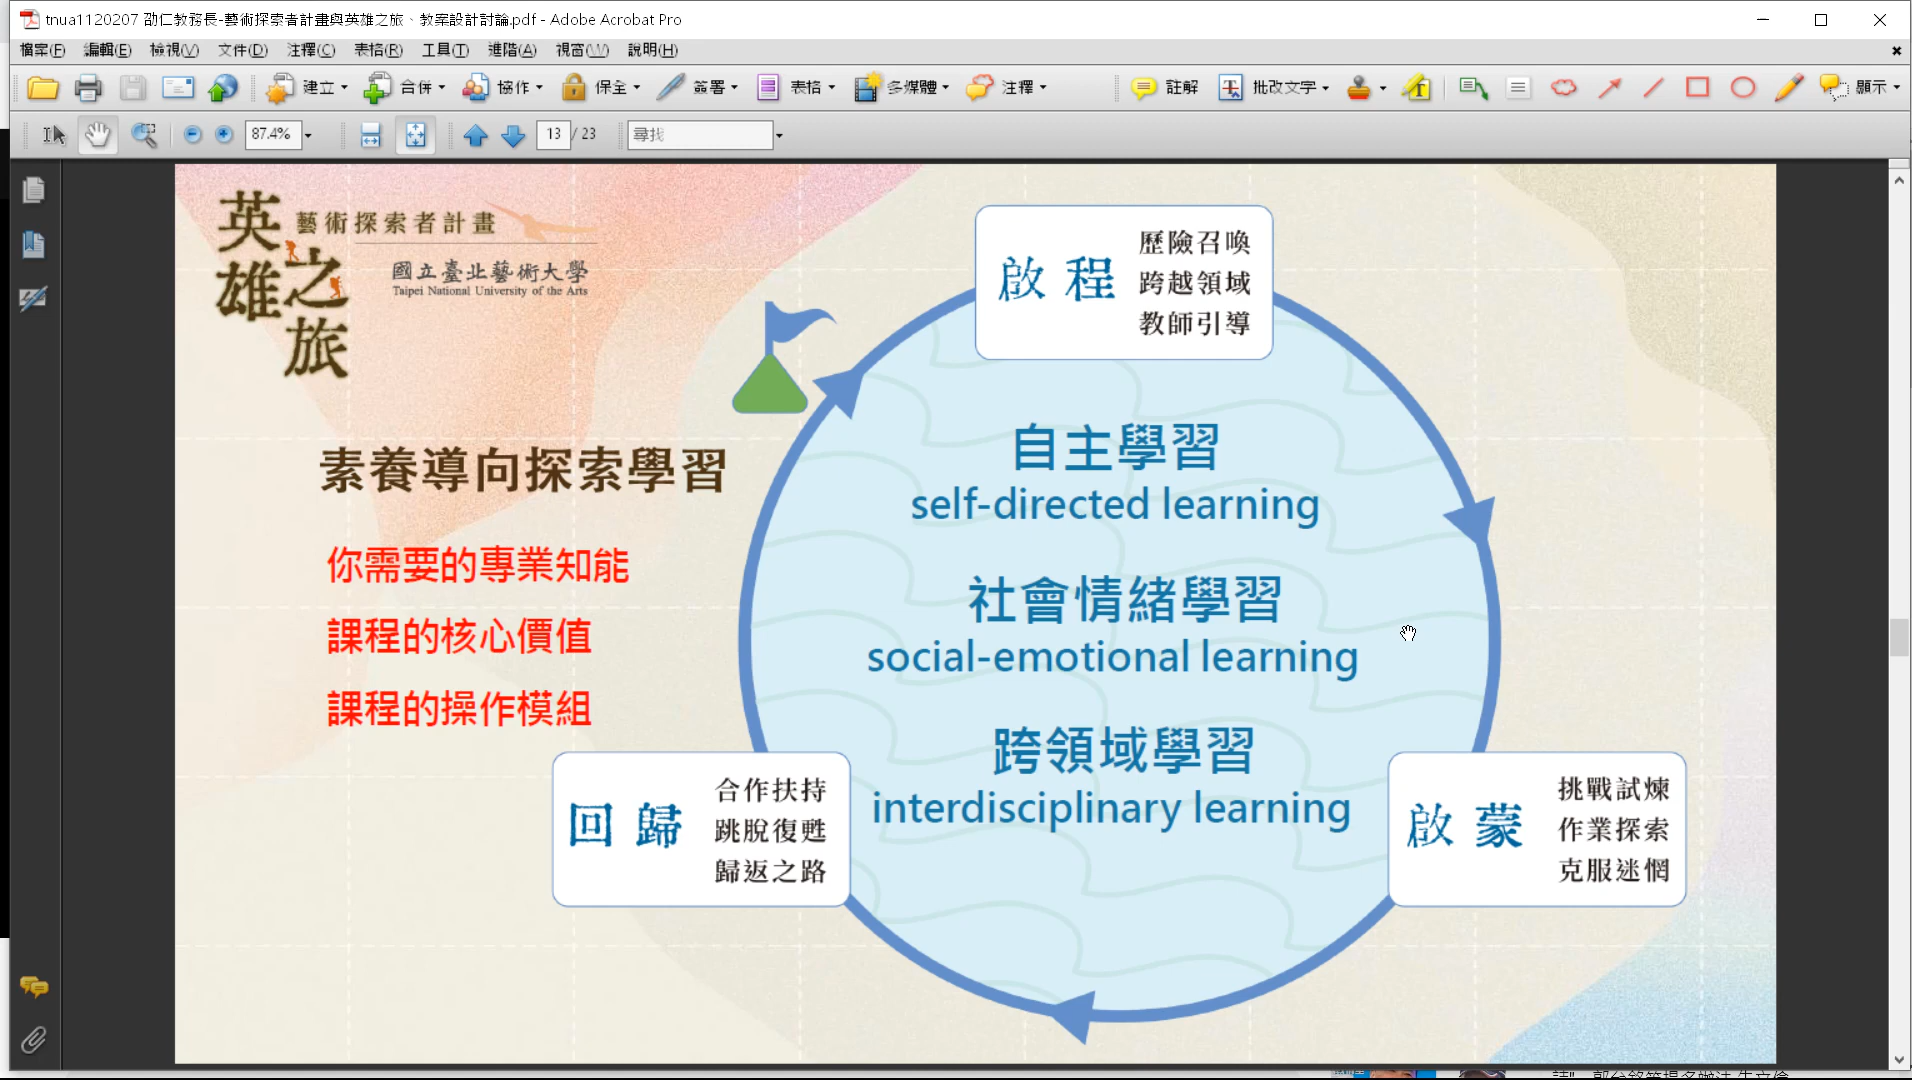 tnua1120207 劭仁教務長-藝術探索者計畫與英雄之旅、教案設計討論.pdf - Adobe Acrobat Pro
檔案(F) 編輯(E) 檢視(V) 文件(D) 注釋(C) 表格(R) 工具(T) 進階(A) 視窗(W) 說明(H)
建立 合併 協作 保全 簽署 表格 多媒體 注釋 註解 批改文字 顯示
87.4% 13 / 23 尋找
英雄之旅
藝術探索者計畫
國立臺北藝術大學
Taipei National University of the Arts
啟程
歷險召喚
跨越領域
教師引導
素養導向探索學習
你需要的專業知能
課程的核心價值
課程的操作模組
自主學習
self-directed learning
社會情緒學習
social-emotional learning
跨領域學習
interdisciplinary learning
回歸
合作扶持
跳脫復甦
歸返之路
啟蒙
挑戰試煉
作業探索
克服迷惘